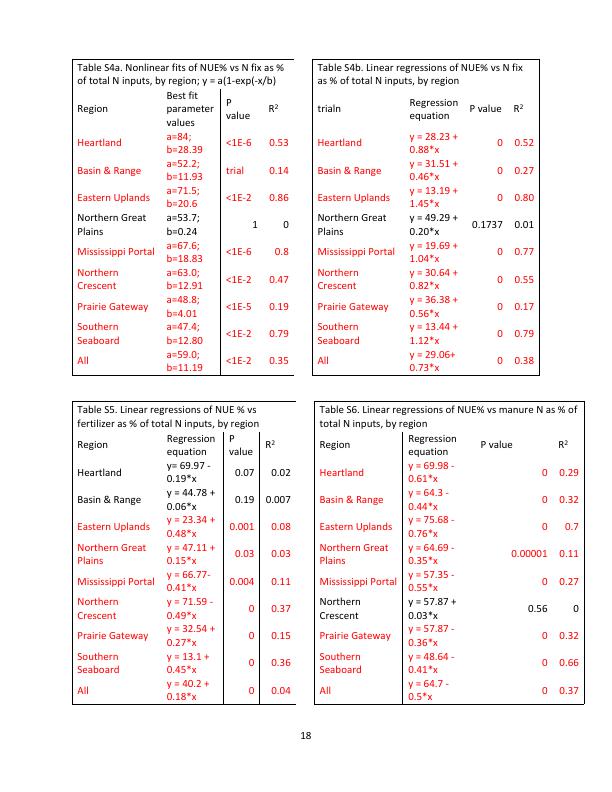 Table S4a. Nonlinear fits of NUE% vs N fix as %
of total N inputs, by region; y = a(1-exp(-x/b)
Region
Best fit
parameter
values
P
value
R²
Heartland
a=84;
b=28.39
<1E-6
0.53
Basin & Range
a=52.2;
b=11.93
trial
0.14
Eastern Uplands
a=71.5;
b=20.6
<1E-2
0.86
Northern Great
Plains
a=53.7;
b=0.24
1
0
Mississippi Portal
a=67.6;
b=18.83
<1E-6
0.8
Northern
Crescent
a=63.0;
b=12.91
<1E-2
0.47
Prairie Gateway
a=48.8;
b=4.01
<1E-5
0.19
Southern
Seaboard
a=47.4;
b=12.80
<1E-2
0.79
All
a=59.0;
b=11.19
<1E-2
0.35
Table S4b. Linear regressions of NUE% vs N fix
as % of total N inputs, by region
trialn
Regression
equation
P value
R²
Heartland
y = 28.23 +
0.88*x
0
0.52
Basin & Range
y = 31.51 +
0.46*x
0
0.27
Eastern Uplands
y = 13.19 +
1.45*x
0
0.80
Northern Great
Plains
y = 49.29 +
0.20*x
0.1737
0.01
Mississippi Portal
y = 19.69 +
1.04*x
0
0.77
Northern
Crescent
y = 30.64 +
0.82*x
0
0.55
Prairie Gateway
y = 36.38 +
0.56*x
0
0.17
Southern
Seaboard
y = 13.44 +
1.12*x
0
0.79
All
y = 29.06+
0.73*x
0
0.38
Table S5. Linear regressions of NUE % vs
fertilizer as % of total N inputs, by region
Region
Regression
equation
P
value
R²
Heartland
y= 69.97 -
0.19*x
0.07
0.02
Basin & Range
y = 44.78 +
0.06*x
0.19
0.007
Eastern Uplands
y = 23.34 +
0.48*x
0.001
0.08
Northern Great
Plains
y = 47.11 +
0.15*x
0.03
0.03
Mississippi Portal
y = 66.77-
0.41*x
0.004
0.11
Northern
Crescent
y = 71.59 -
0.49*x
0
0.37
Prairie Gateway
y = 32.54 +
0.27*x
0
0.15
Southern
Seaboard
y = 13.1 +
0.45*x
0
0.36
All
y = 40.2 +
0.18*x
0
0.04
Table S6. Linear regressions of NUE% vs manure N as % of
total N inputs, by region
Region
Regression
equation
P value
R²
Heartland
y = 69.98 -
0.61*x
0
0.29
Basin & Range
y = 64.3 -
0.44*x
0
0.32
Eastern Uplands
y = 75.68 -
0.76*x
0
0.7
Northern Great
Plains
y = 64.69 -
0.35*x
0.00001
0.11
Mississippi Portal
y = 57.35 -
0.55*x
0
0.27
Northern
Crescent
y = 57.87 +
0.03*x
0.56
0
Prairie Gateway
y = 57.87 -
0.36*x
0
0.32
Southern
Seaboard
y = 48.64 -
0.41*x
0
0.66
All
y = 64.7 -
0.5*x
0
0.37
18